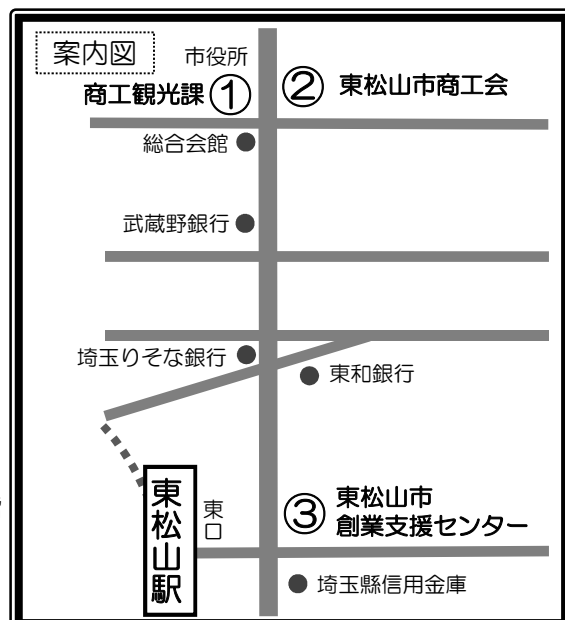 案内図
市役所
商工観光課①
②東松山市商工会
総合会館
武蔵野銀行
埼玉りそな銀行
東和銀行
東松山駅
東口
③東松山市
創業支援センター
埼玉縣信用金庫